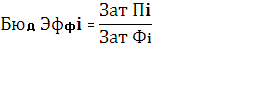 Бюд Эффі = Зат Пі
Зат Фі